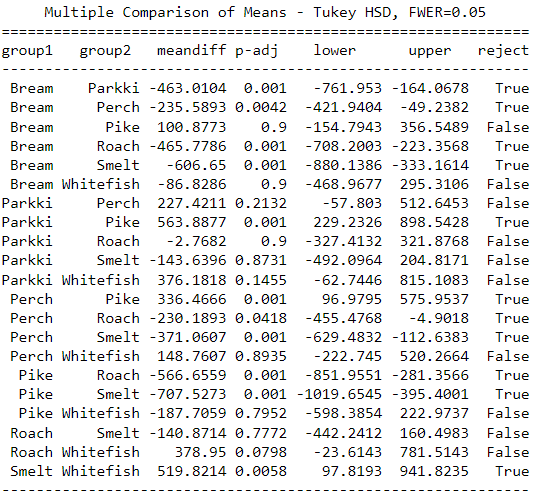 Multiple Comparison of Means - Tukey HSD, FWER=0.05
================================================================
group1 group2 meandiff p-adj lower upper reject
----------------------------------------------------------------
Bream Parkki -463.0104 0.001 -761.953 -164.0678 True
Bream Perch -235.5893 0.0042 -421.9404 -49.2382 True
Bream Pike 100.8773 0.9 -154.7943 356.5489 False
Bream Roach -465.7786 0.001 -708.2003 -223.3568 True
Bream Smelt -606.65 0.001 -880.1386 -333.1614 True
Bream Whitefish -86.8286 0.9 -468.9677 295.3106 False
Parkki Perch 227.4211 0.2132 -57.803 512.6453 False
Parkki Pike 563.8877 0.001 229.2326 898.5428 True
Parkki Roach -2.7682 0.9 -327.4132 321.8768 False
Parkki Smelt -143.6396 0.8731 -492.0964 204.8171 False
Parkki Whitefish 376.1818 0.1455 -62.7446 815.1083 False
Perch Pike 336.4666 0.001 96.9795 575.9537 True
Perch Roach -230.1893 0.0418 -455.4768 -4.9018 True
Perch Smelt -371.0607 0.001 -629.4832 -112.6383 True
Perch Whitefish 148.7607 0.8935 -222.745 520.2664 False
Pike Roach -566.6559 0.001 -851.9551 -281.3566 True
Pike Smelt -707.5273 0.001 -1019.6545 -395.4001 True
Pike Whitefish -187.7059 0.7952 -598.3854 222.9737 False
Roach Smelt -140.8714 0.7772 -442.2412 160.4983 False
Roach Whitefish 378.95 0.0798 -23.6143 781.5143 False
Smelt Whitefish 519.8214 0.0058 97.8193 941.8235 True
----------------------------------------------------------------